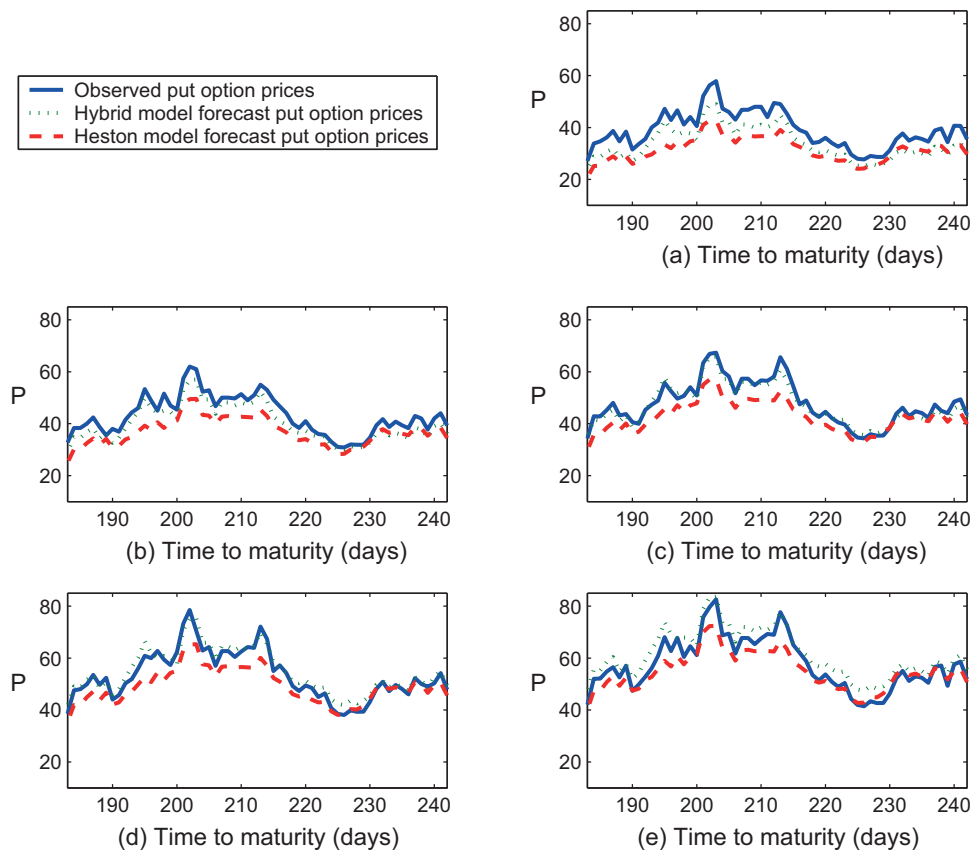 Observed put option prices
Hybrid model forecast put option prices
Heston model forecast put option prices
80
60
40
20
P
190 200 210 220 230 240
(a) Time to maturity (days)
80
60
40
20
P
190 200 210 220 230 240
(b) Time to maturity (days)
80
60
40
20
P
190 200 210 220 230 240
(c) Time to maturity (days)
80
60
40
20
P
190 200 210 220 230 240
(d) Time to maturity (days)
80
60
40
20
P
190 200 210 220 230 240
(e) Time to maturity (days)